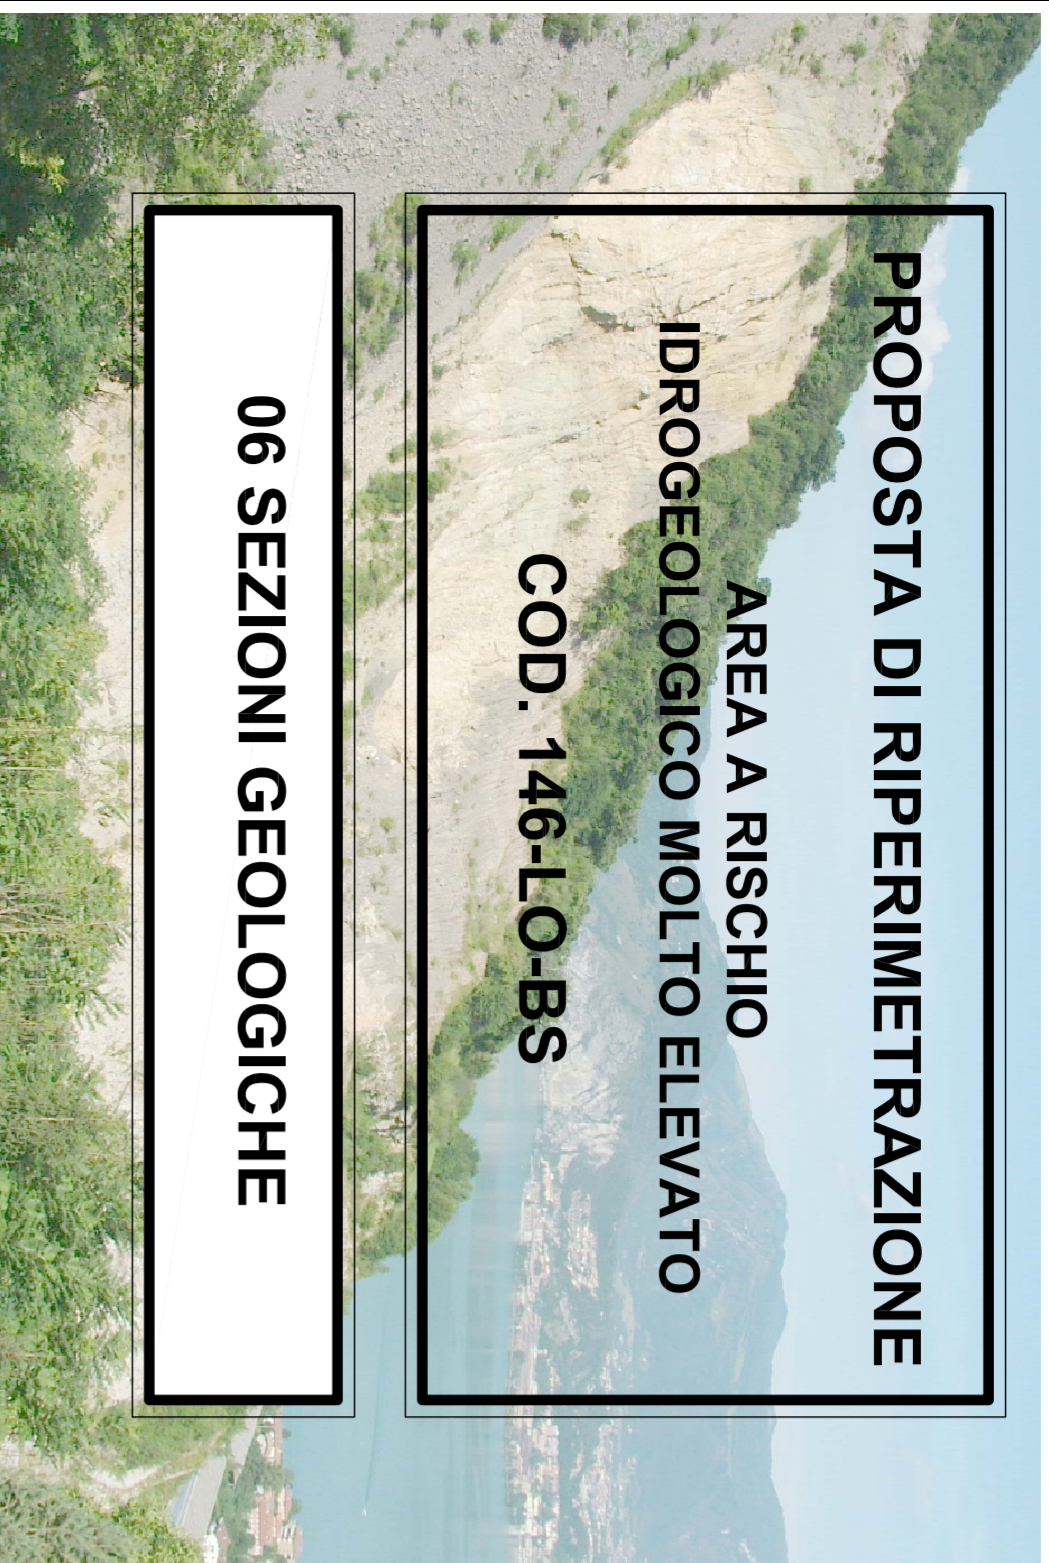 PROPOSTA DI RIPERIMETRAZIONE
AREA A RISCHIO
IDROGEOLOGICO MOLTO ELEVATO
COD. 146-LO-BS
06 SEZIONI GEOLOGICHE